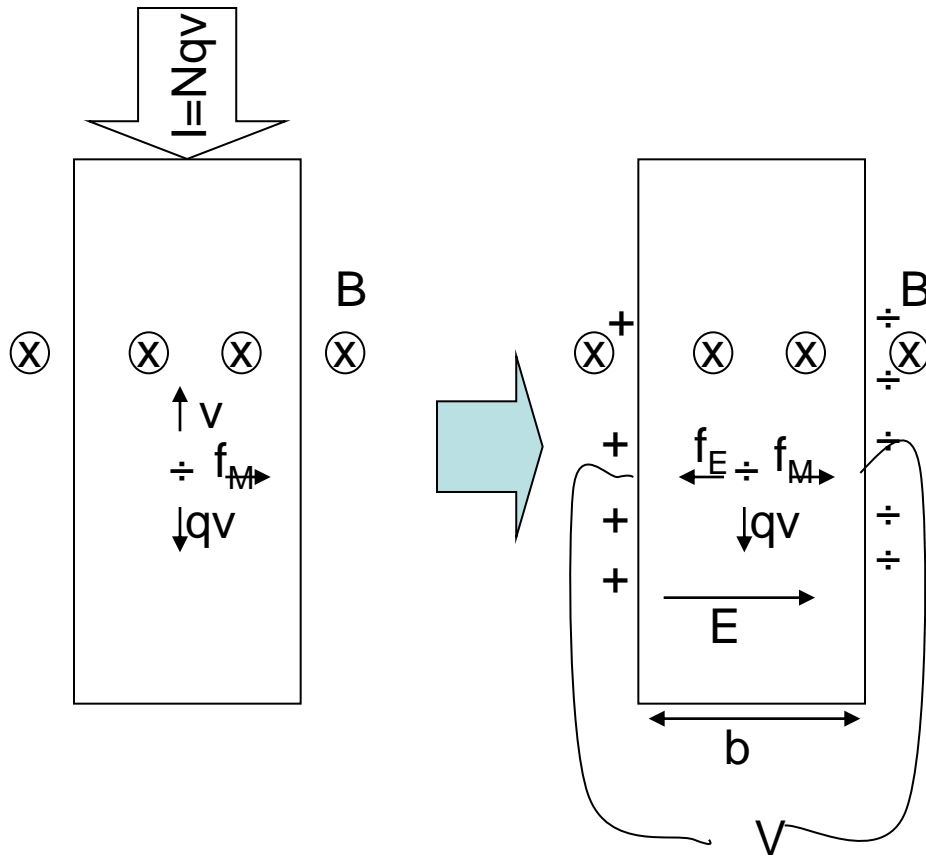 I=Nqv
B
B
x x x x
x x x x
+ ÷
÷
v
÷ f_M
qv
+ ÷
f_E ÷ f_M
+ qv ÷
+ ÷
E
b
V